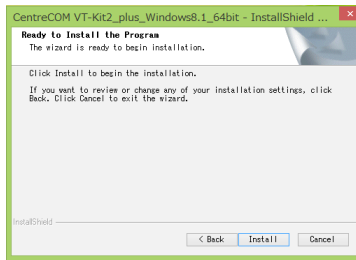 CentreCOM VT-Kit2_plus_Windows8.1_64bit - InstallShield ...
Ready to Install the Program
The wizard is ready to begin installation.
Click Install to begin the installation.
If you want to review or change any of your installation settings, click
Back. Click Cancel to exit the wizard.
InstallShield
< Back Install Cancel